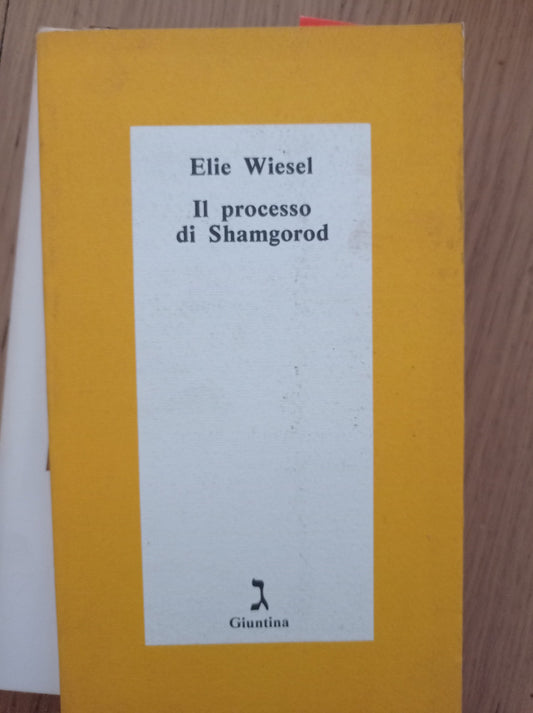 Elie Wiesel
Il processo
di Shamgorod
ג
Giuntina